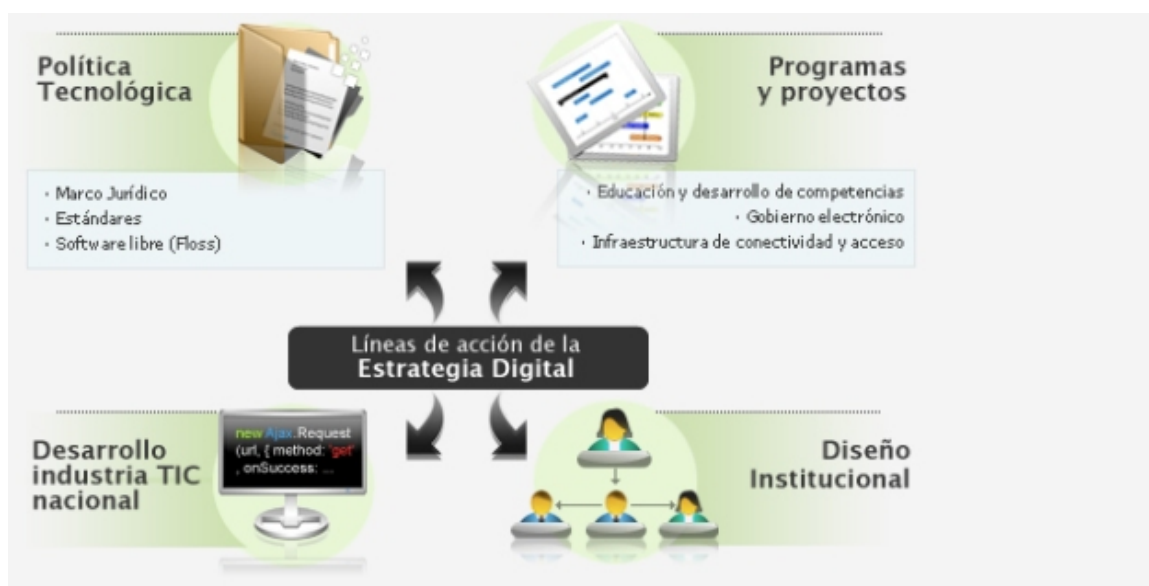 Política
Tecnológica
· Marco Jurídico
· Estándares
· Software libre (Floss)
Programas
y proyectos
· Educación y desarrollo de competencias
· Gobierno electrónico
· Infraestructura de conectividad y acceso
Líneas de acción de la
Estrategia Digital
Desarrollo
industria TIC
nacional
new Ajax.Request
(url, { method: 'get'
, onSuccess: ...
Diseño
Institucional